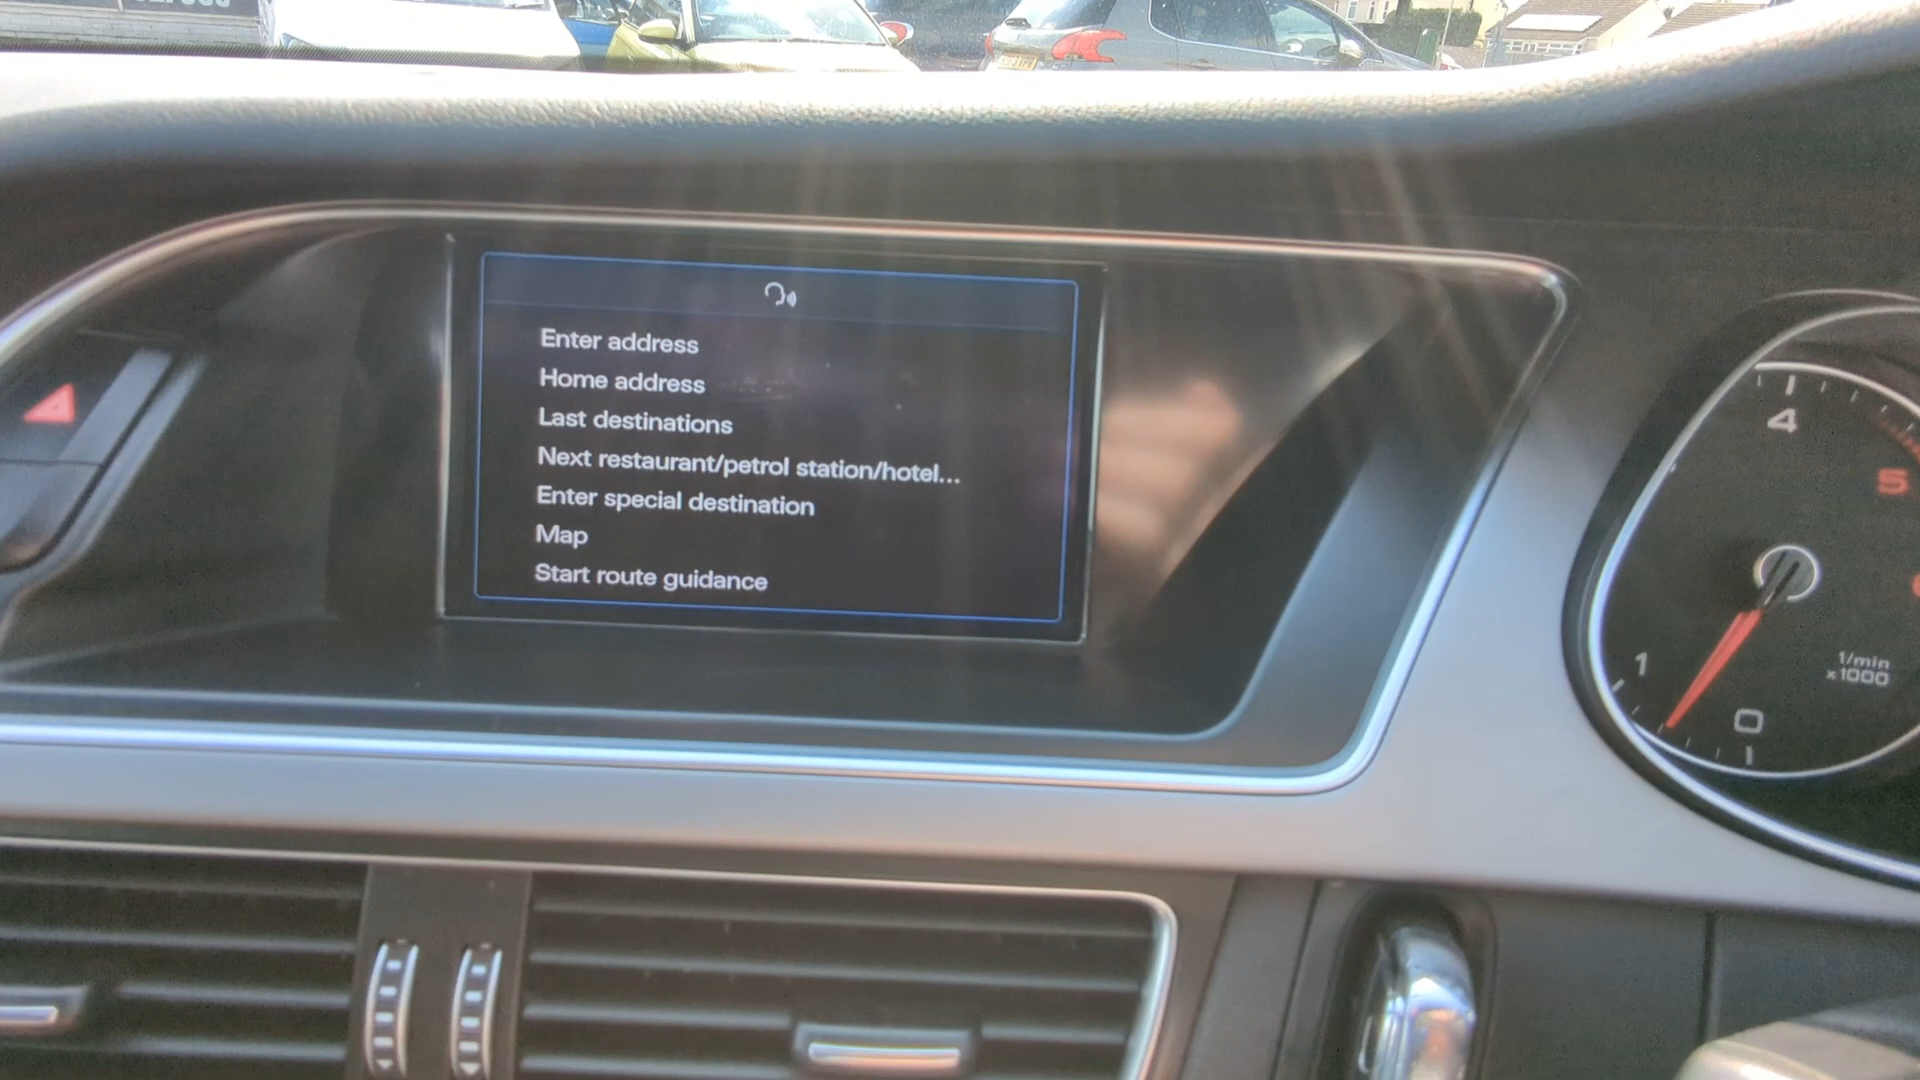 Enter address
Home address
Last destinations
Next restaurant/petrol station/hotel...
Enter special destination
Map
Start route guidance
4
5
1
1/min
x1000
0